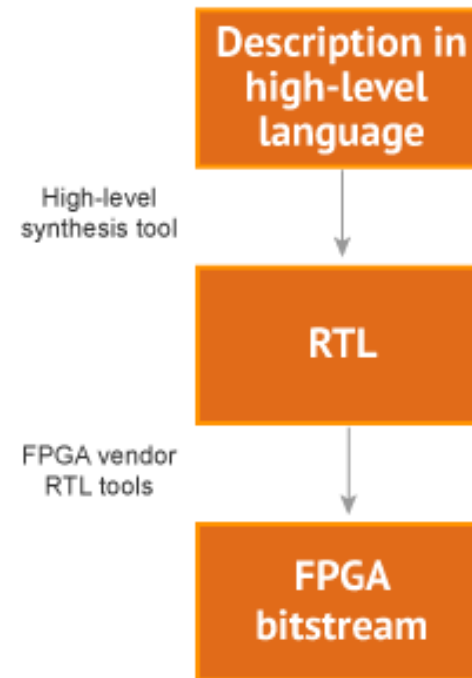 Description in
high-level
language
High-level
synthesis tool
RTL
FPGA vendor
RTL tools
FPGA
bitstream